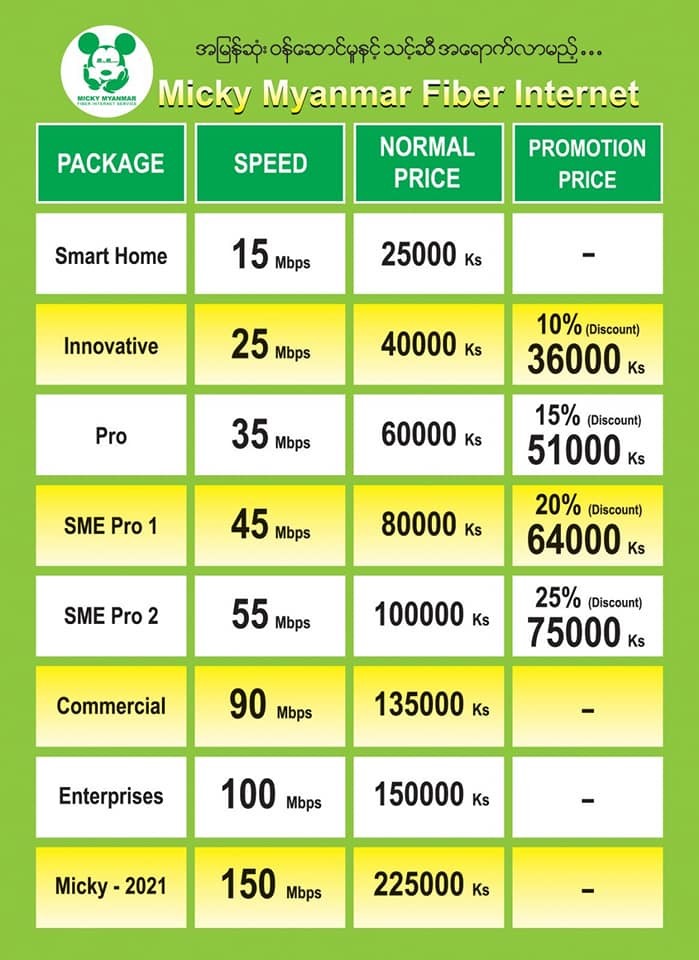 အမြန်ဆုံး ဝန်ဆောင်မှုနှင့် သင့်ဆီ အရောက်လာမည့်...
MICKY MYANMAR
FIBER INTERNET SERVICE
Micky Myanmar Fiber Internet
PACKAGE SPEED NORMAL PRICE PROMOTION PRICE
Smart Home 15 Mbps 25000 Ks –
Innovative 25 Mbps 40000 Ks 10% (Discount) 36000 Ks
Pro 35 Mbps 60000 Ks 15% (Discount) 51000 Ks
SME Pro 1 45 Mbps 80000 Ks 20% (Discount) 64000 Ks
SME Pro 2 55 Mbps 100000 Ks 25% (Discount) 75000 Ks
Commercial 90 Mbps 135000 Ks –
Enterprises 100 Mbps 150000 Ks –
Micky - 2021 150 Mbps 225000 Ks –